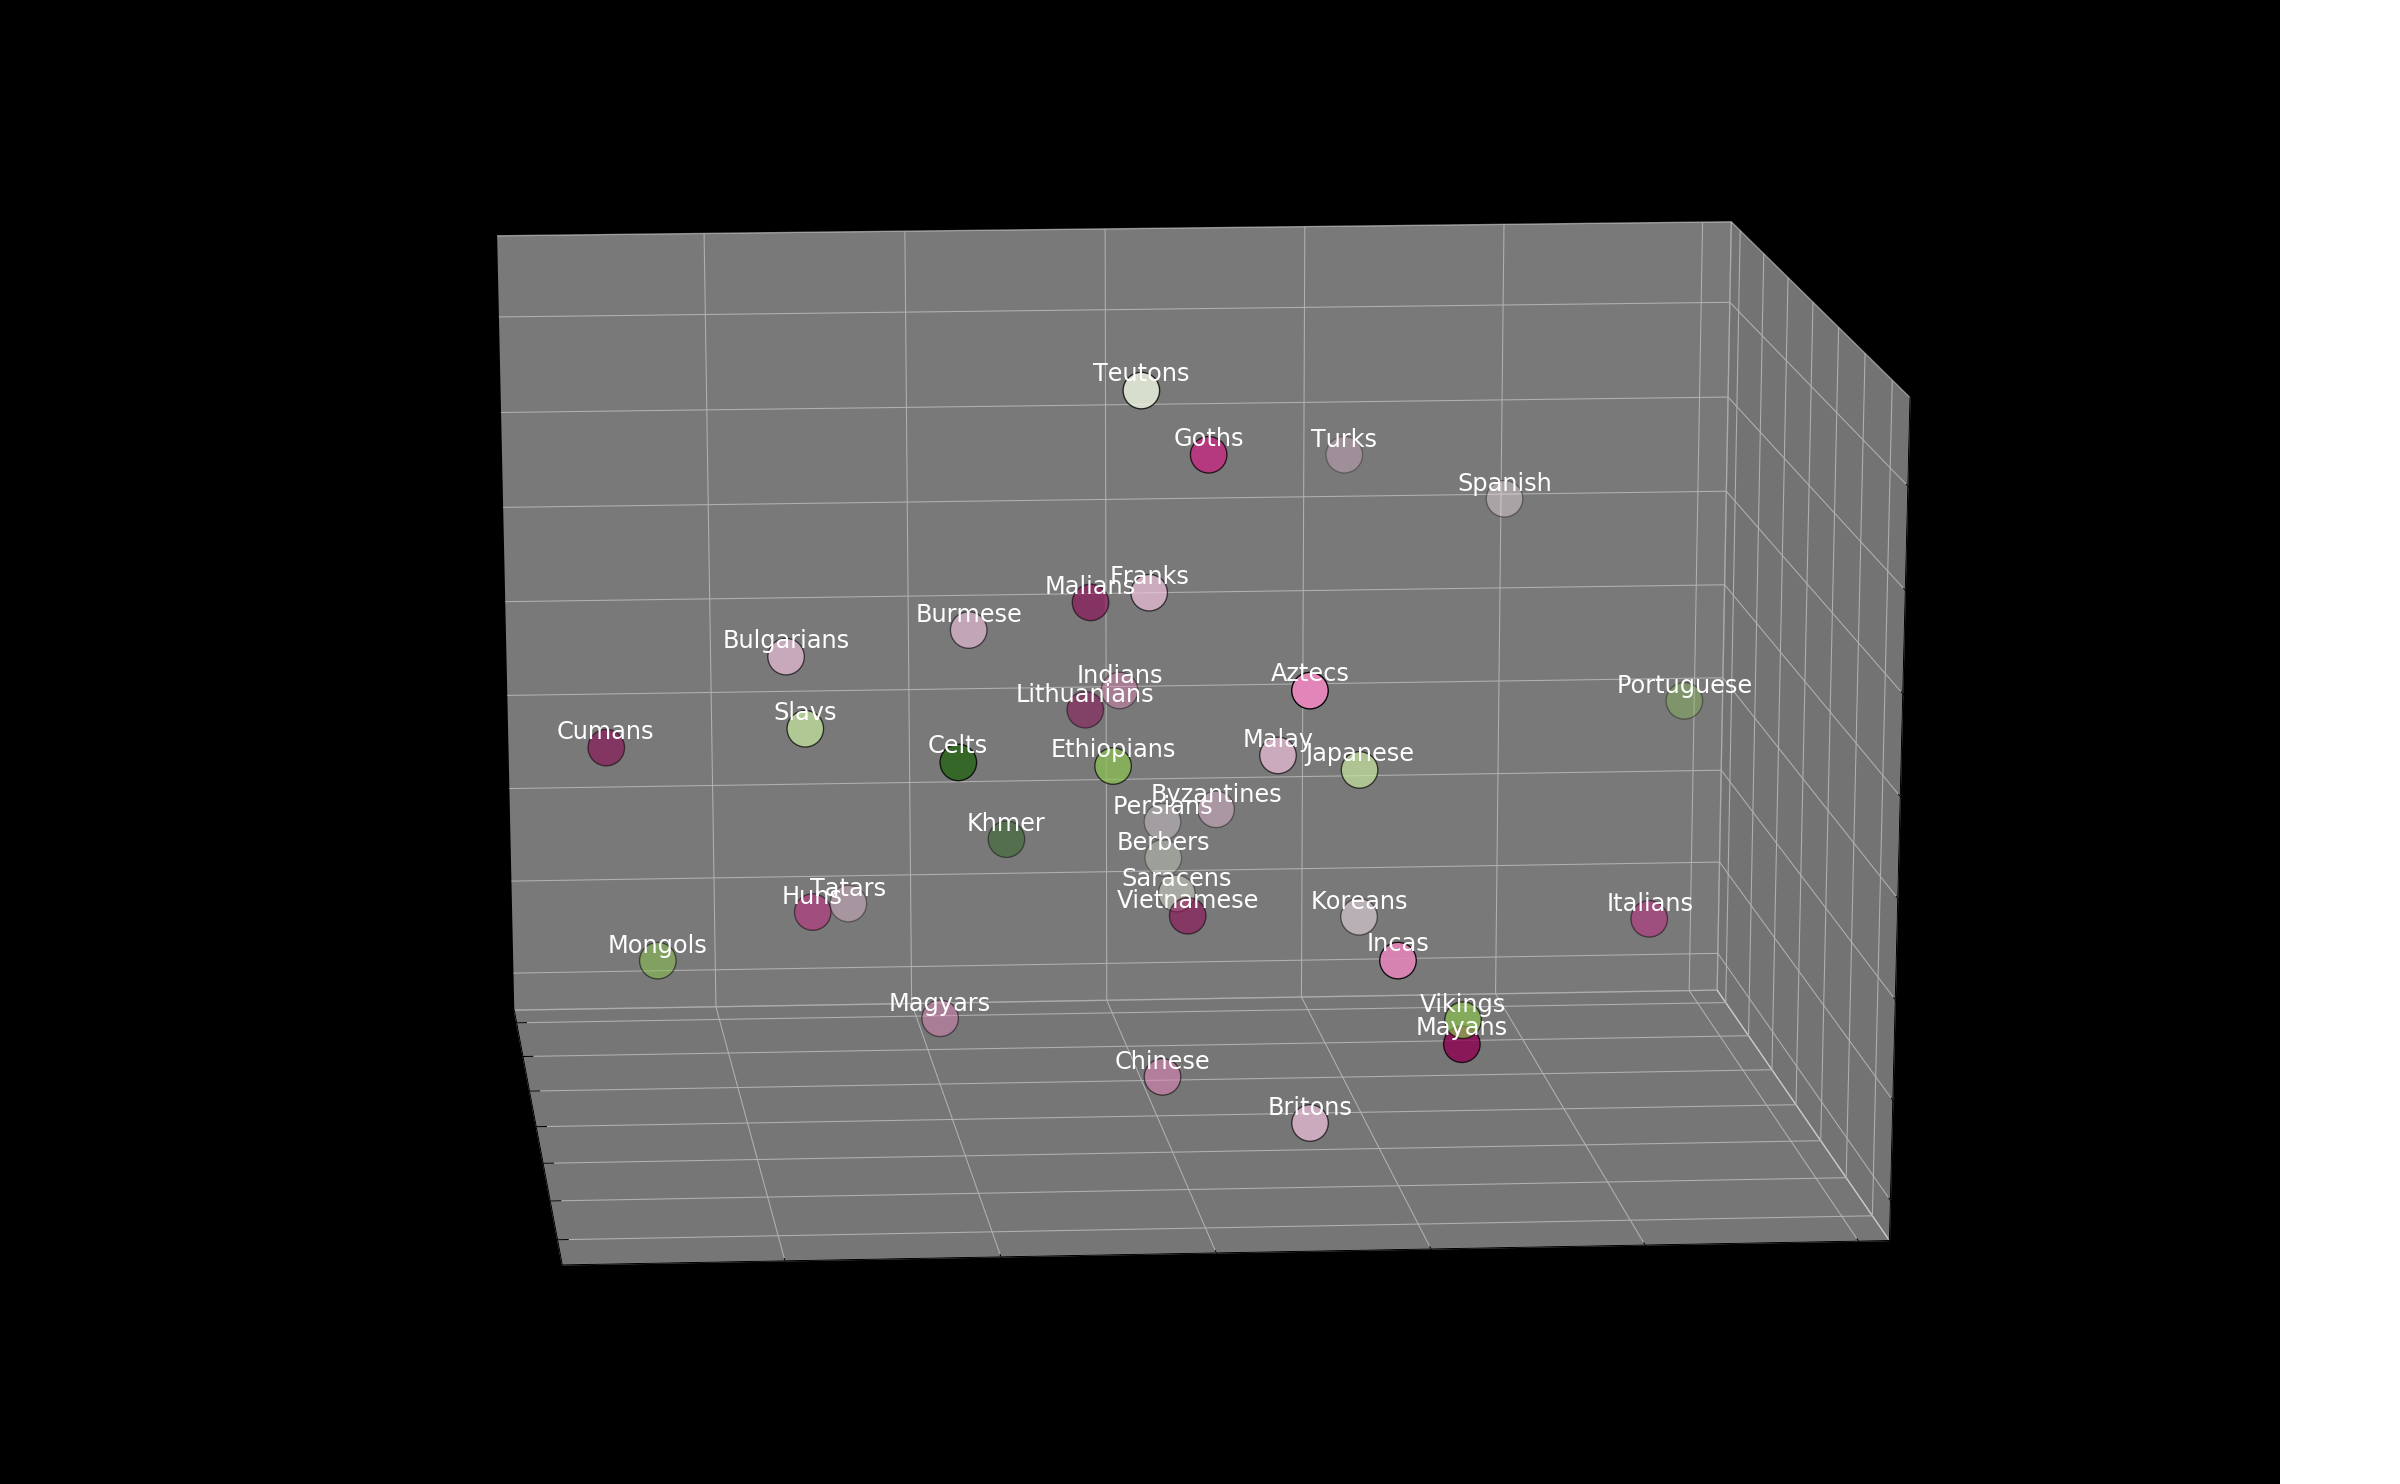 Teutons
Goths
Turks
Spanish
Franks
Malians
Burmese
Bulgarians
Indians
Aztecs
Portuguese
Lithuanians
Slavs
Cumans
Celts
Ethiopians
Malay
Japanese
Byzantines
Persians
Khmer
Berbers
Saracens
Tatars
Huns
Vietnamese
Koreans
Italians
Mongols
Incas
Magyars
Vikings
Mayans
Chinese
Britons